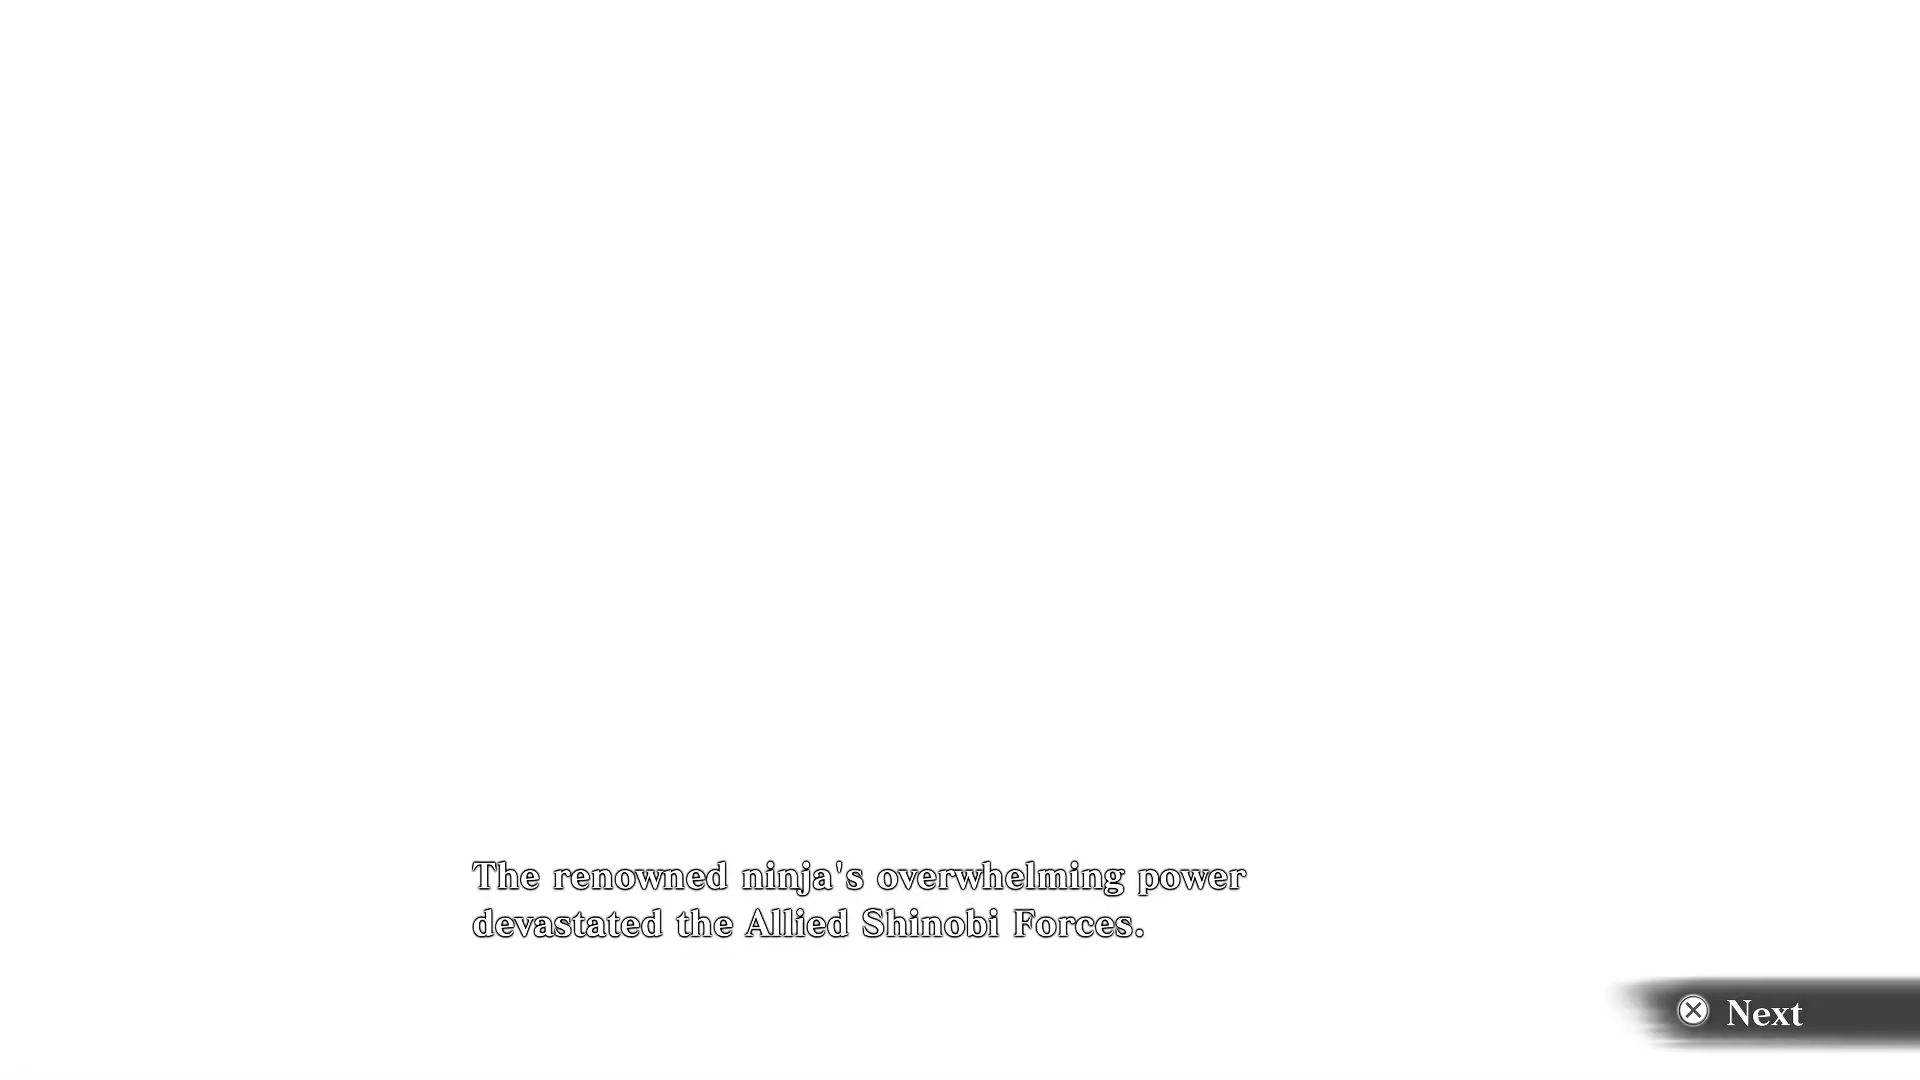 The renowned ninja's overwhelming power
devastated the Allied Shinobi Forces.
Next